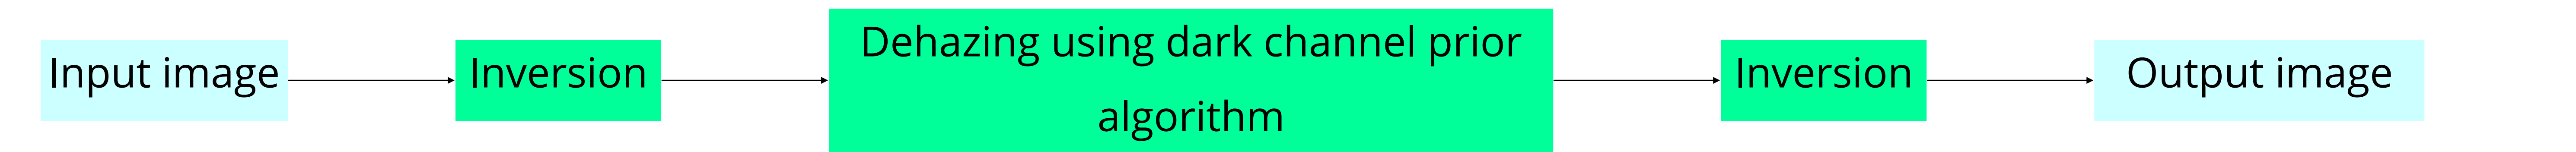 Input image
Inversion
Dehazing using dark channel prior
algorithm
Inversion
Output image